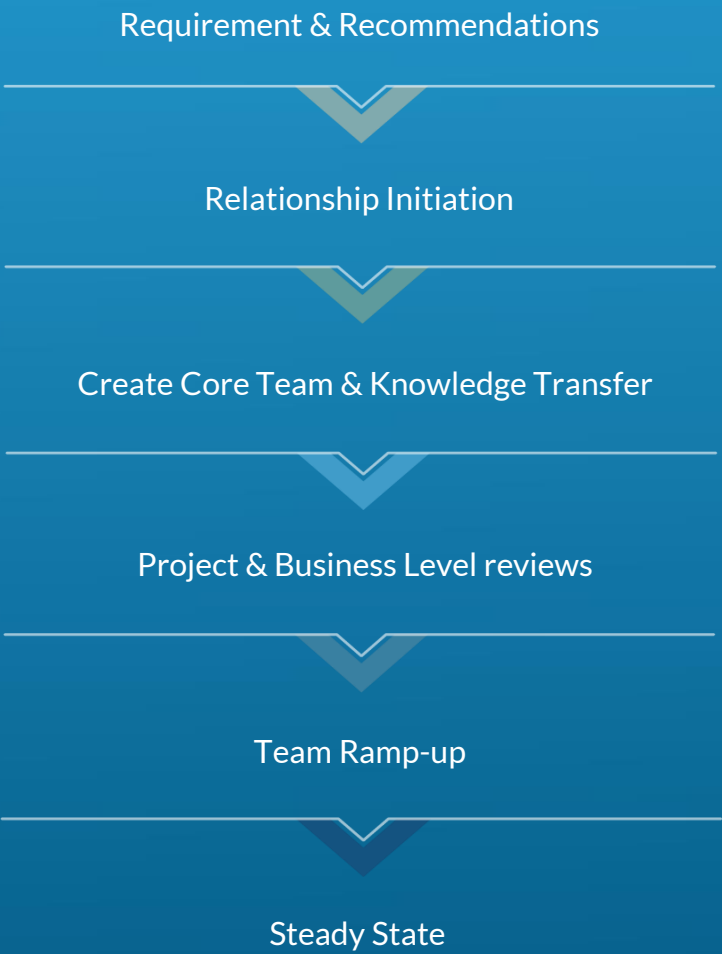 Requirement & Recommendations
Relationship Initiation
Create Core Team & Knowledge Transfer
Project & Business Level reviews
Team Ramp-up
Steady State